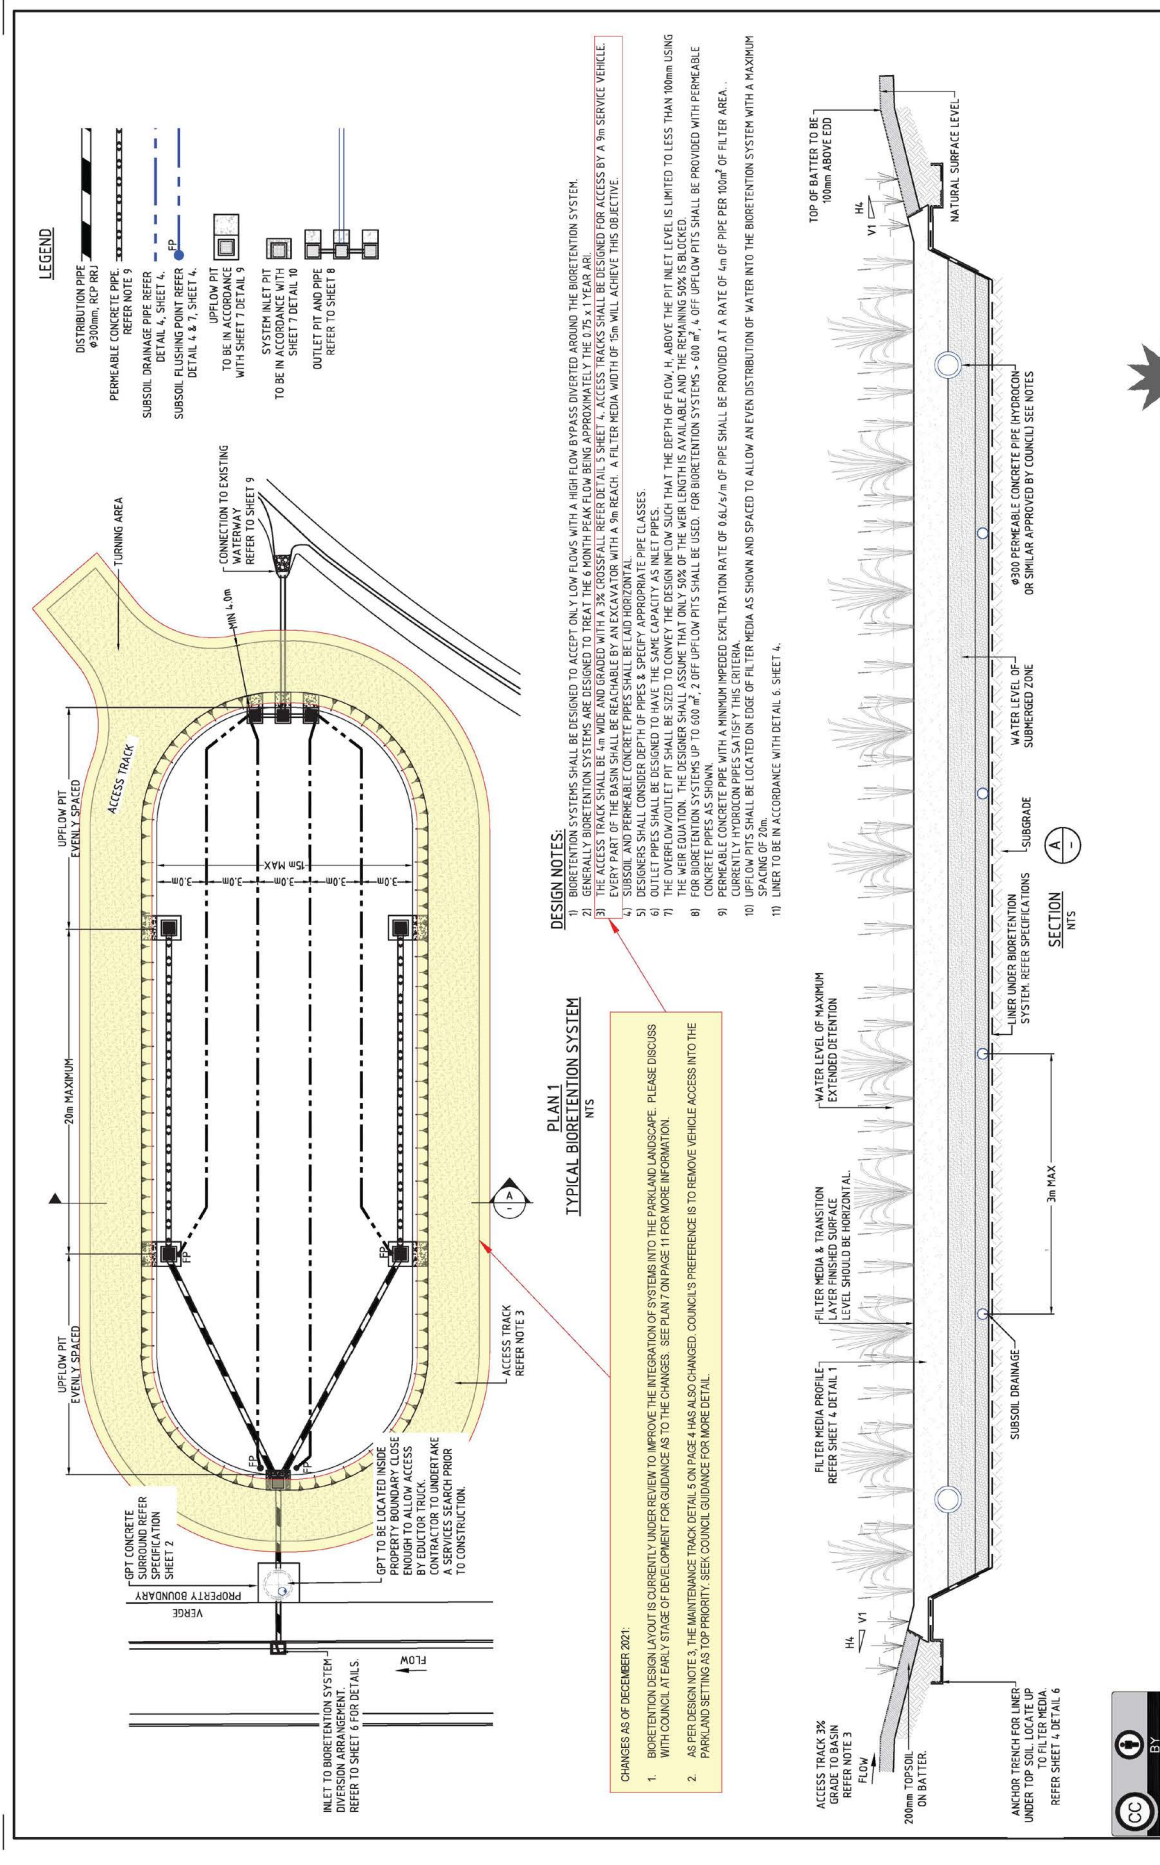 LEGEND
DISTRIBUTION PIPE
Ø300mm, RCP RRJ
PERMEABLE CONCRETE PIPE.
REFER NOTE 9
SUBSOIL DRAINAGE PIPE REFER
DETAIL 4, SHEET 4.
SUBSOIL FLUSHING POINT REFER
DETAIL 4 & 7, SHEET 4.
FP
UPFLOW PIT
TO BE IN ACCORDANCE
WITH SHEET 7 DETAIL 9
SYSTEM INLET PIT
TO BE IN ACCORDANCE WITH
SHEET 7 DETAIL 10
OUTLET PIT AND PIPE
REFER TO SHEET 8
GPT CONCRETE
SURROUND REFER
SPECIFICATION
SHEET 2
PROPERTY BOUNDARY
VERGE
FLOW
INLET TO BIORETENTION SYSTEM
DIVERSION ARRANGEMENT.
REFER TO SHEET 6 FOR DETAILS.
GPT TO BE LOCATED INSIDE
PROPERTY BOUNDARY CLOSE
ENOUGH TO ALLOW ACCESS
BY EDUCTOR TRUCK.
CONTRACTOR TO UNDERTAKE
A SERVICES SEARCH PRIOR
TO CONSTRUCTION.
UPFLOW PIT
EVENLY SPACED
20m MAXIMUM
UPFLOW PIT
EVENLY SPACED
ACCESS TRACK
TURNING AREA
MIN 4.0m
CONNECTION TO EXISTING
WATERWAY
REFER TO SHEET 9
3.0m
3.0m
3.0m
3.0m
3.0m
15m MAX
FP
FP
FP
FP
ACCESS TRACK
REFER NOTE 3
A
-
PLAN 1
TYPICAL BIORETENTION SYSTEM
NTS
DESIGN NOTES:
1) BIORETENTION SYSTEMS SHALL BE DESIGNED TO ACCEPT ONLY LOW FLOWS WITH A HIGH FLOW BYPASS DIVERTED AROUND THE BIORETENTION SYSTEM.
2) GENERALLY BIORETENTION SYSTEMS ARE DESIGNED TO TREAT THE 6 MONTH PEAK FLOW BEING APPROXIMATELY THE 0.75 x 1 YEAR ARI.
3) THE ACCESS TRACK SHALL BE 4m WIDE AND GRADED WITH A 3% CROSSFALL REFER DETAIL 5 SHEET 4. ACCESS TRACKS SHALL BE DESIGNED FOR ACCESS BY A 9m SERVICE VEHICLE.
EVERY PART OF THE BASIN SHALL BE REACHABLE BY AN EXCAVATOR WITH A 9m REACH. A FILTER MEDIA WIDTH OF 15m WILL ACHIEVE THIS OBJECTIVE.
4) SUBSOIL AND PERMEABLE CONCRETE PIPES SHALL BE LAID HORIZONTAL.
5) DESIGNERS SHALL CONSIDER DEPTH OF PIPES & SPECIFY APPROPRIATE PIPE CLASSES.
6) OUTLET PIPES SHALL BE DESIGNED TO HAVE THE SAME CAPACITY AS INLET PIPES.
7) THE OVERFLOW/OUTLET PIT SHALL BE SIZED TO CONVEY THE DESIGN INFLOW SUCH THAT THE DEPTH OF FLOW, H, ABOVE THE PIT INLET LEVEL IS LIMITED TO LESS THAN 100mm USING
THE WEIR EQUATION. THE DESIGNER SHALL ASSUME THAT ONLY 50% OF THE WEIR LENGTH IS AVAILABLE AND THE REMAINING 50% IS BLOCKED.
8) FOR BIORETENTION SYSTEMS UP TO 600 m², 2 OFF UPFLOW PITS SHALL BE USED. FOR BIORETENTION SYSTEMS > 600 m², 4 OFF UPFLOW PITS SHALL BE PROVIDED WITH PERMEABLE
CONCRETE PIPES AS SHOWN.
9) PERMEABLE CONCRETE PIPE WITH A MINIMUM IMPEDED EXFILTRATION RATE OF 0.6L/s/m OF PIPE SHALL BE PROVIDED AT A RATE OF 4m OF PIPE PER 100m² OF FILTER AREA. .
CURRENTLY HYDROCON PIPES SATISFY THIS CRITERIA.
10) UPFLOW PITS SHALL BE LOCATED ON EDGE OF FILTER MEDIA AS SHOWN AND SPACED TO ALLOW AN EVEN DISTRIBUTION OF WATER INTO THE BIORETENTION SYSTEM WITH A MAXIMUM
SPACING OF 20m.
11) LINER TO BE IN ACCORDANCE WITH DETAIL 6. SHEET 4.
CHANGES AS OF DECEMBER 2021:
1. BIORETENTION DESIGN LAYOUT IS CURRENTLY UNDER REVIEW TO IMPROVE THE INTEGRATION OF SYSTEMS INTO THE PARKLAND LANDSCAPE. PLEASE DISCUSS
WITH COUNCIL AT EARLY STAGE OF DEVELOPMENT FOR GUIDANCE AS TO THE CHANGES. SEE PLAN 7 ON PAGE 11 FOR MORE INFORMATION.
2. AS PER DESIGN NOTE 3, THE MAINTENANCE TRACK DETAIL 5 ON PAGE 4 HAS ALSO CHANGED. COUNCIL'S PREFERENCE IS TO REMOVE VEHICLE ACCESS INTO THE
PARKLAND SETTING AS TOP PRIORITY. SEEK COUNCIL GUIDANCE FOR MORE DETAIL.
ACCESS TRACK 3%
GRADE TO BASIN
REFER NOTE 3
FLOW
H4
V1
200mm TOPSOIL
ON BATTER.
ANCHOR TRENCH FOR LINER
UNDER TOP SOIL. LOCATE UP
TO FILTER MEDIA.
REFER SHEET 4 DETAIL 6
FILTER MEDIA PROFILE
REFER SHEET 4 DETAIL 1
FILTER MEDIA & TRANSITION
LAYER FINISHED SURFACE
LEVEL SHOULD BE HORIZONTAL.
WATER LEVEL OF MAXIMUM
EXTENDED DETENTION
TOP OF BATTER TO BE
100mm ABOVE EDD
H4
V1
NATURAL SURFACE LEVEL
SUBSOIL DRAINAGE
3m MAX
LINER UNDER BIORETENTION
SYSTEM. REFER SPECIFICATIONS
SUBGRADE
WATER LEVEL OF
SUBMERGED ZONE
Ø300 PERMEABLE CONCRETE PIPE (HYDROCON
OR SIMILAR APPROVED BY COUNCIL) SEE NOTES
SECTION
NTS
A
-
CC
BY